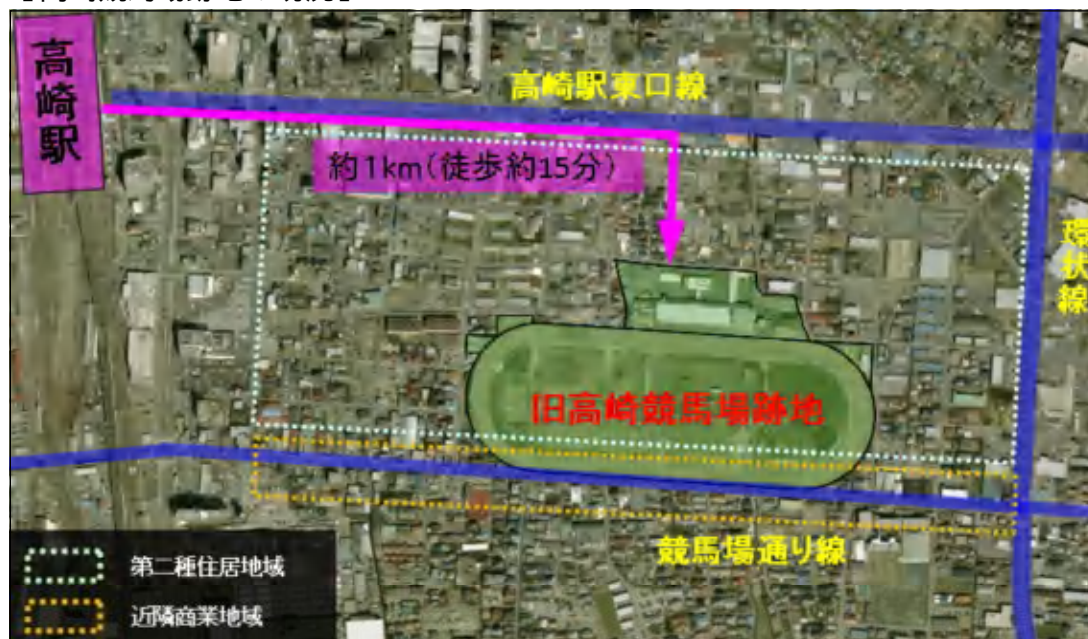 高崎駅
高崎駅東口線
約1km(徒歩約15分)
環状線
旧高崎競馬場跡地
競馬場通り線
第二種住居地域
近隣商業地域